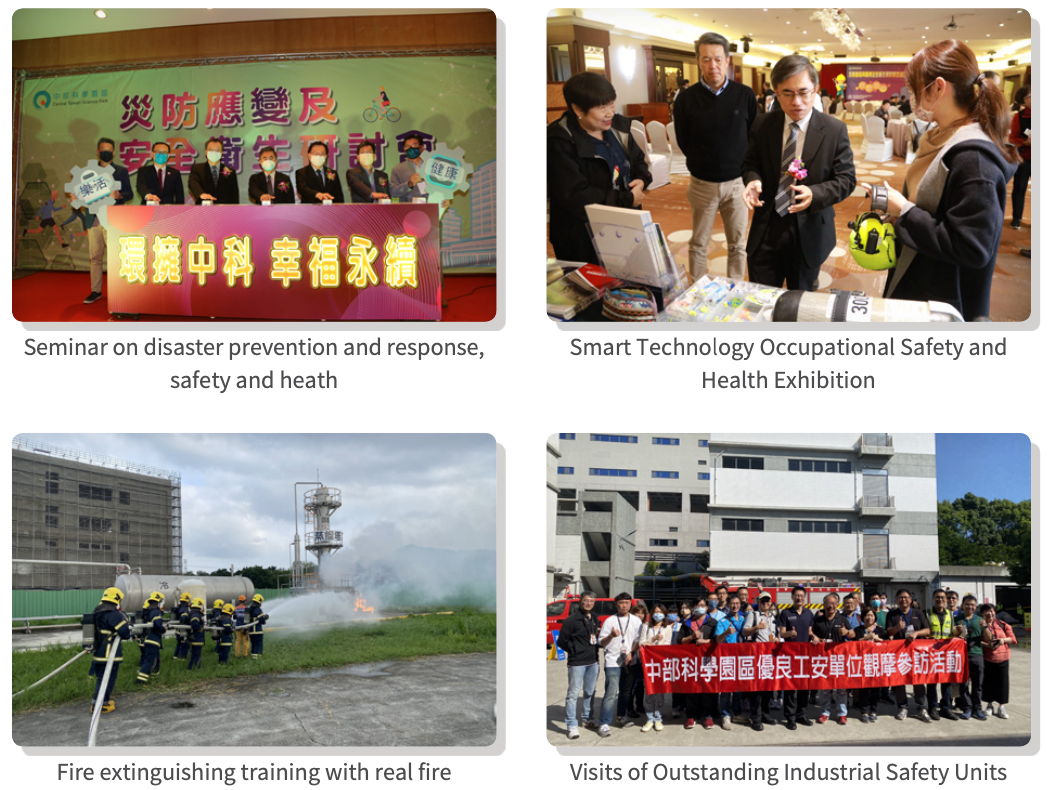 中部科學園區
Central Taiwan Science Park
災防應變及
安全衛生研討會
樂活
健康
環擁中科 幸福永續
Seminar on disaster prevention and response,
safety and heath
30
Smart Technology Occupational Safety and
Health Exhibition
冷
Fire extinguishing training with real fire
中部科學園區優良工安單位觀摩參訪活動
Visits of Outstanding Industrial Safety Units